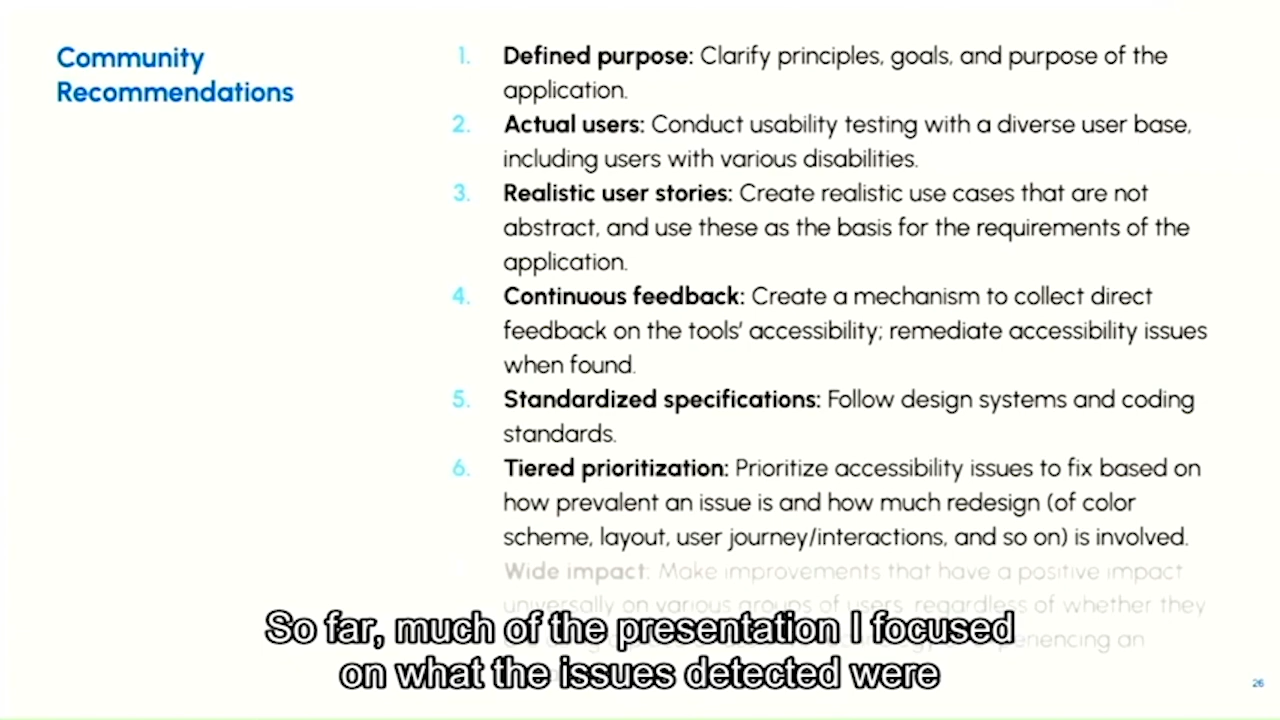 Community
Recommendations
1. Defined purpose: Clarify principles, goals, and purpose of the
application.
2. Actual users: Conduct usability testing with a diverse user base,
including users with various disabilities.
3. Realistic user stories: Create realistic use cases that are not
abstract, and use these as the basis for the requirements of the
application.
4. Continuous feedback: Create a mechanism to collect direct
feedback on the tools' accessibility; remediate accessibility issues
when found.
5. Standardized specifications: Follow design systems and coding
standards.
6. Tiered prioritization: Prioritize accessibility issues to fix based on
how prevalent an issue is and how much redesign (of color
scheme, layout, user journey/interactions, and so on) is involved.
Wide impact: Make improvements that have a positive impact
universally on various groups of users, regardless of whether they
So far, much of the presentation I focused
on what the issues detected were
26